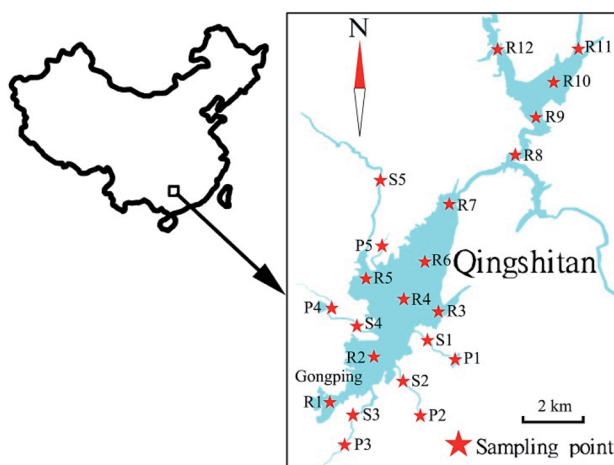 N
R12
R11
R10
R9
R8
S5
R7
P5
R6
Qingshitan
R5
R4
P4
R3
S4
S1
R2
P1
Gongping
S2
R1
S3
P2
2 km
P3
Sampling point